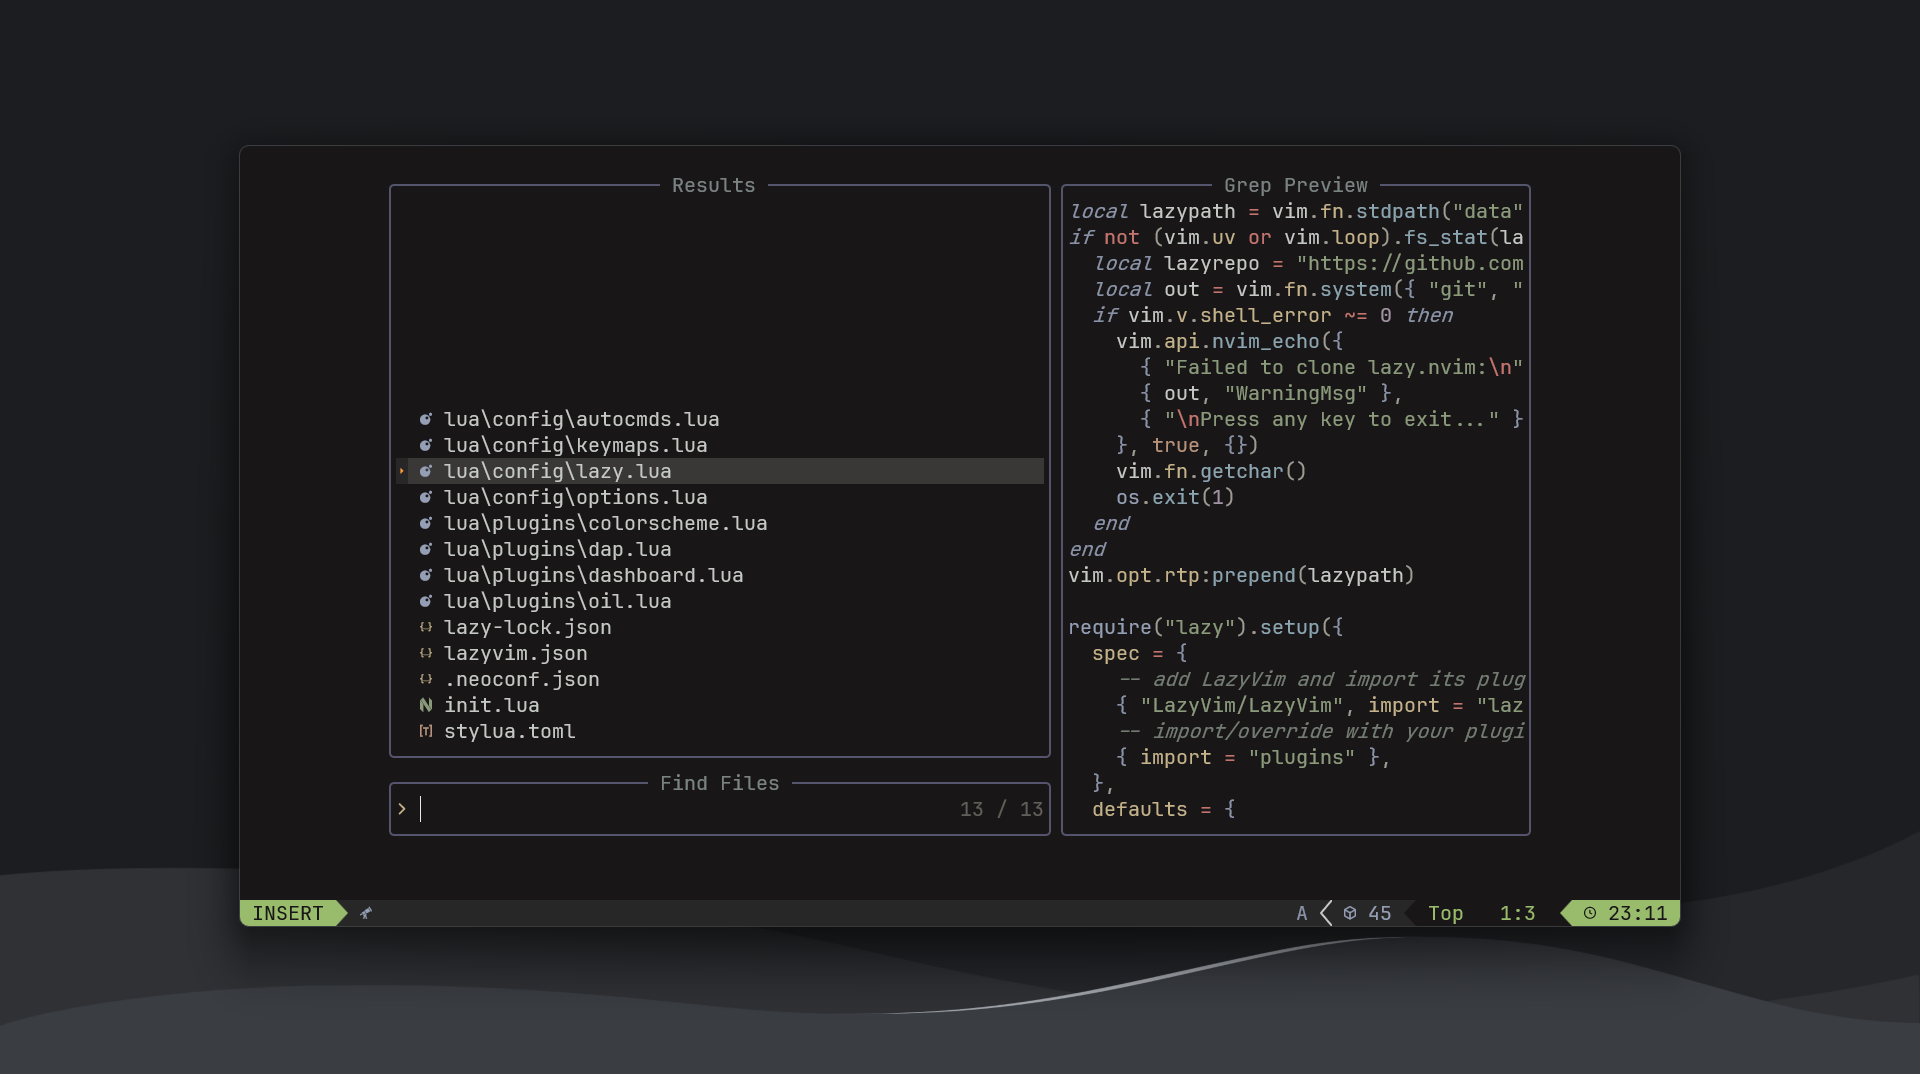 Results
lua\config\autocmds.lua
lua\config\keymaps.lua
lua\config\lazy.lua
lua\config\options.lua
lua\plugins\colorscheme.lua
lua\plugins\dap.lua
lua\plugins\dashboard.lua
lua\plugins\oil.lua
lazy-lock.json
lazyvim.json
.neoconf.json
init.lua
stylua.toml
Find Files
> 13 / 13
Grep Preview
local lazypath = vim.fn.stdpath("data"
if not (vim.uv or vim.loop).fs_stat(la
  local lazyrepo = "https://github.com
  local out = vim.fn.system({ "git", "
  if vim.v.shell_error ~= 0 then
    vim.api.nvim_echo({
      { "Failed to clone lazy.nvim:\n"
      { out, "WarningMsg" },
      { "\nPress any key to exit..." }
    }, true, {})
    vim.fn.getchar()
    os.exit(1)
  end
end
vim.opt.rtp:prepend(lazypath)
require("lazy").setup({
  spec = {
    -- add LazyVim and import its plug
    { "LazyVim/LazyVim", import = "laz
    -- import/override with your plugi
    { import = "plugins" },
  },
  defaults = {
INSERT A 45 Top 1:3 23:11